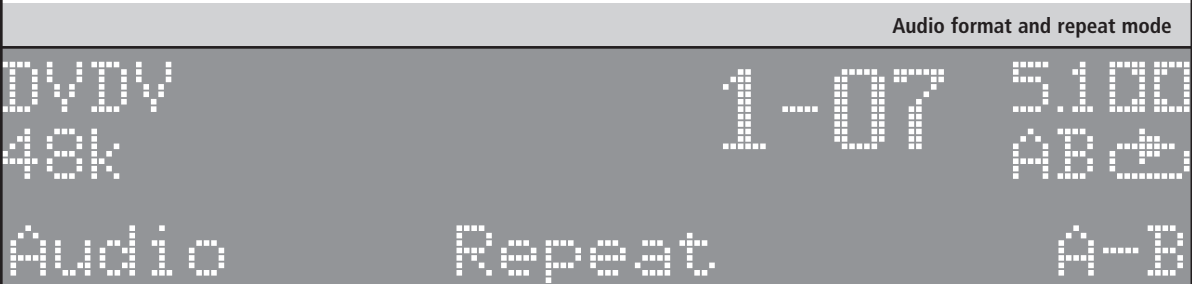 Audio format and repeat mode
DVDV 1-07 5.1DD
48k AB
Audio Repeat A-B